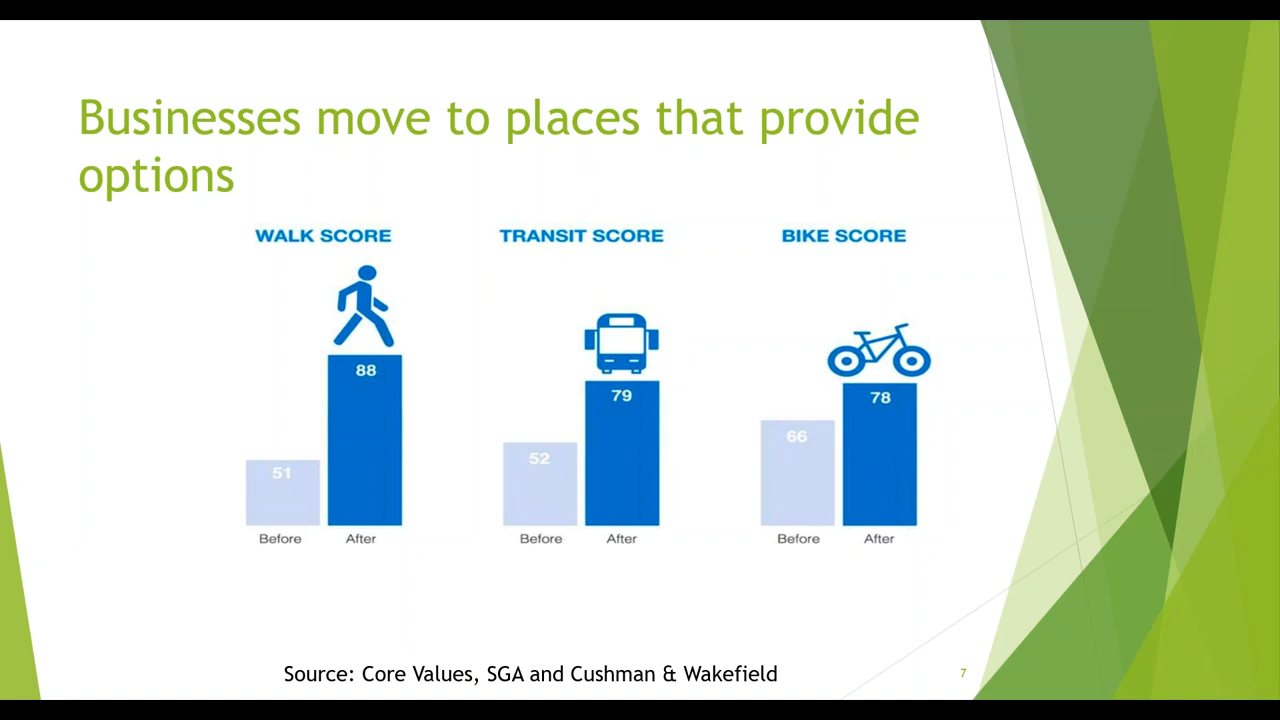 Businesses move to places that provide
options
WALK SCORE
TRANSIT SCORE
BIKE SCORE
88
79
78
66
52
51
Before
After
Before
After
Before
After
Source: Core Values, SGA and Cushman & Wakefield
7